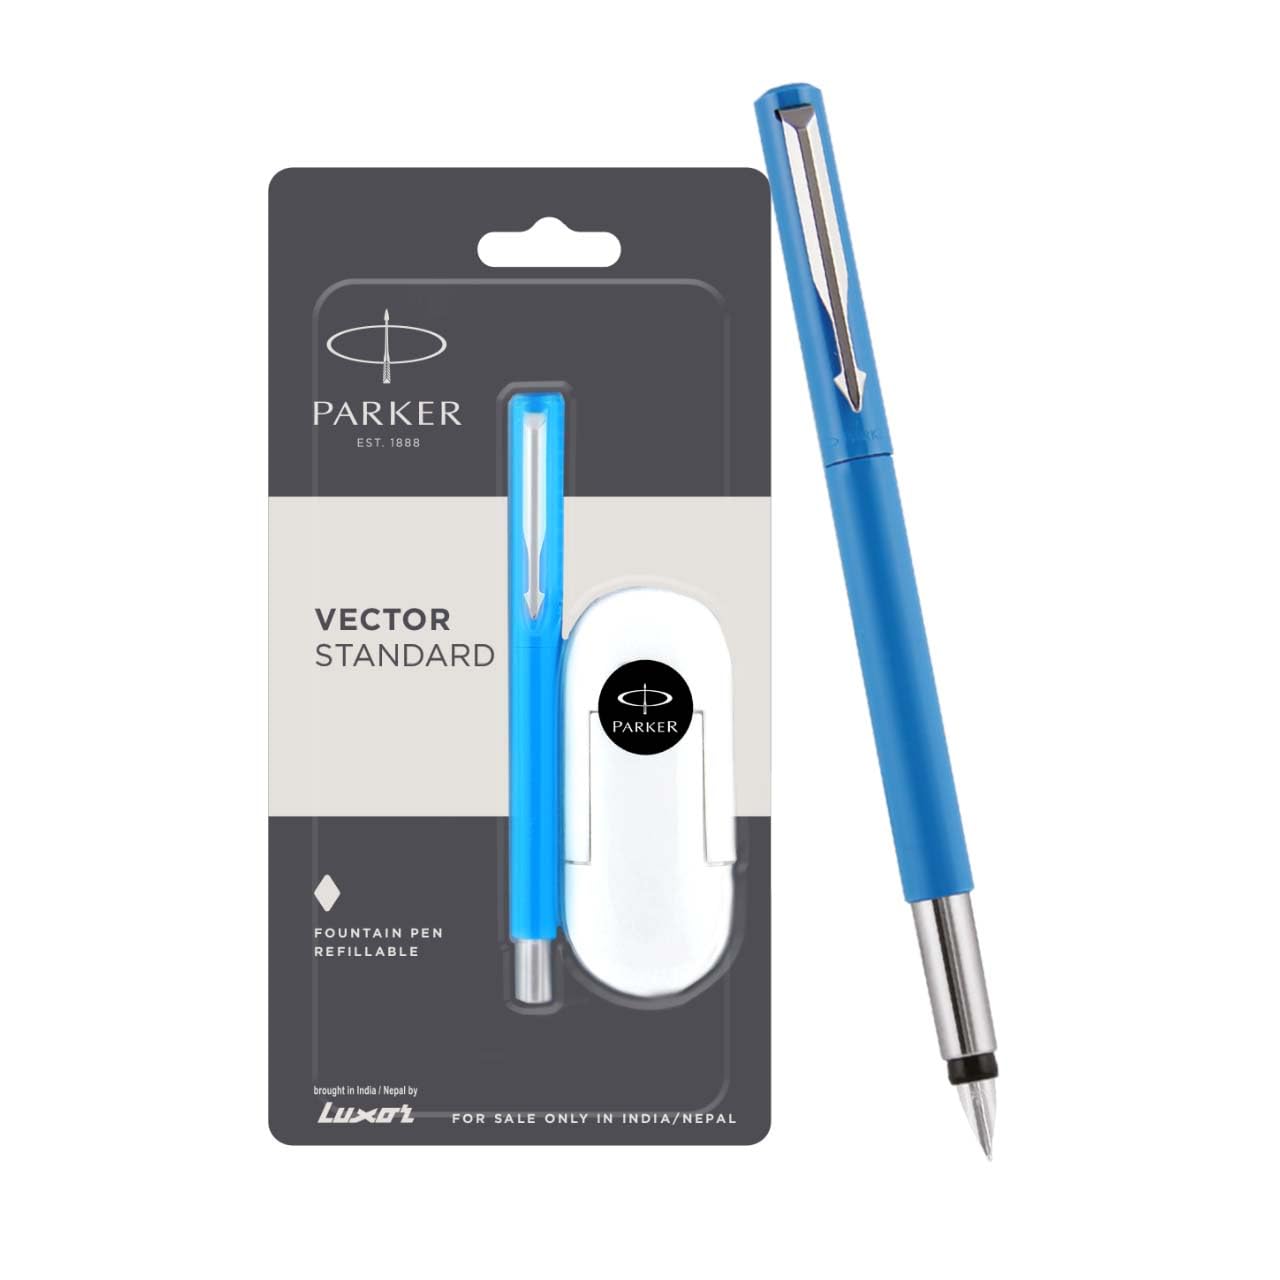 PARKER
EST. 1888
VECTOR
STANDARD
PARKER
FOUNTAIN PEN
REFILLABLE
brought in India / Nepal by
Luxor
FOR SALE ONLY IN INDIA/NEPAL